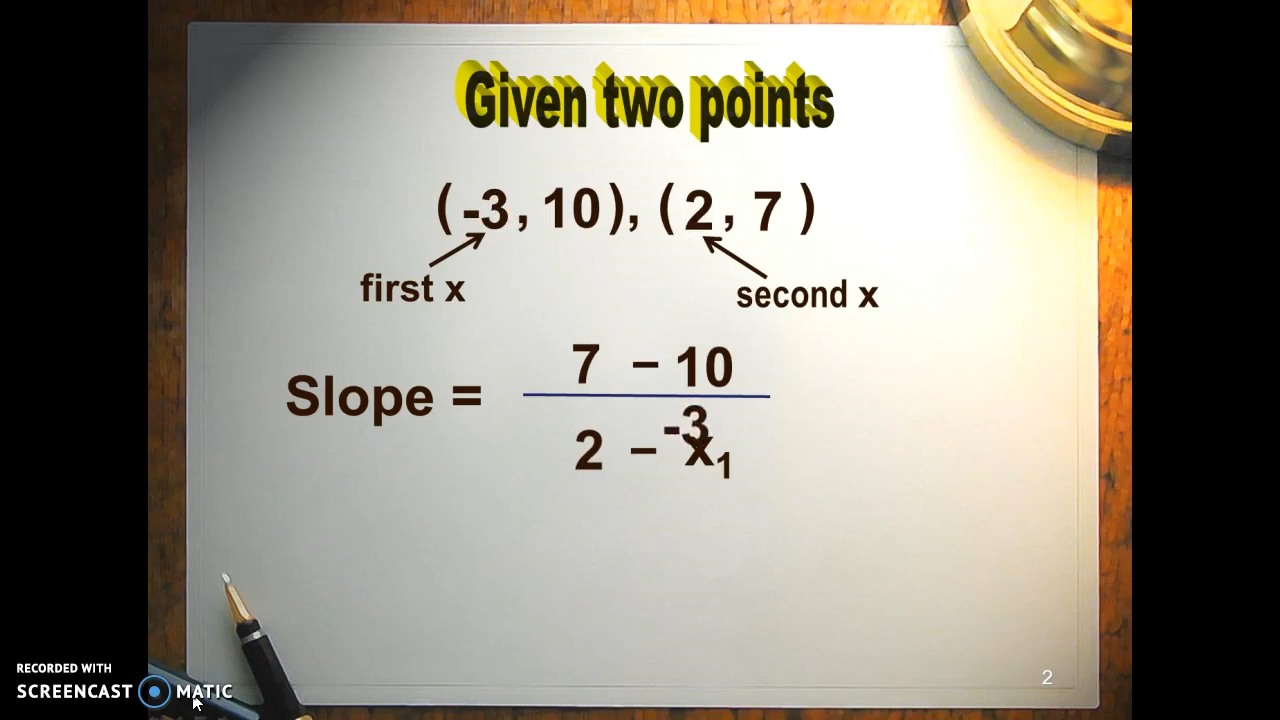 Given two points
(-3, 10), (2, 7)
first x
second x
7 – 10
Slope =
-3
2 – x₁
RECORDED WITH
SCREENCAST MATIC
2